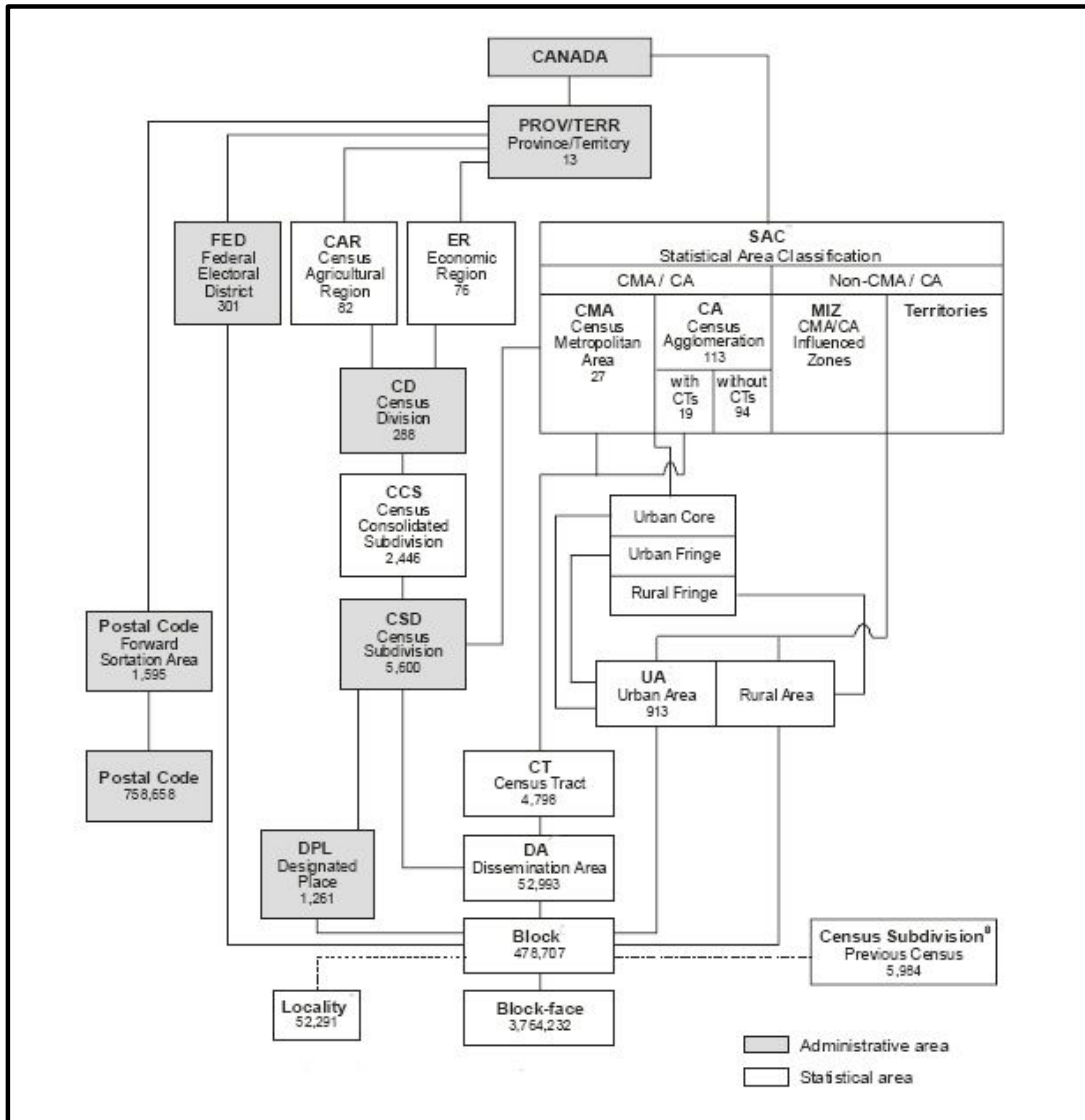 CANADA
PROV/TERR
Province/Territory
13
FED
Federal
Electoral
District
301
CAR
Census
Agricultural
Region
82
ER
Economic
Region
76
SAC
Statistical Area Classification
CMA / CA
Non-CMA / CA
CMA
Census
Metropolitan
Area
27
CA
Census
Agglomeration
113
with
CTs
19
without
CTs
94
MIZ
CMA/CA
Influenced
Zones
Territories
CD
Census
Division
288
CCS
Census
Consolidated
Subdivision
2,446
Urban Core
Urban Fringe
Rural Fringe
CSD
Census
Subdivision
5,600
Postal Code
Forward
Sortation Area
1,595
UA
Urban Area
913
Rural Area
Postal Code
758,658
CT
Census Tract
4,798
DPL
Designated
Place
1,261
DA
Dissemination Area
52,993
Block
478,707
Census Subdivision⁸
Previous Census
5,984
Locality
52,291
Block-face
3,764,232
Administrative area
Statistical area